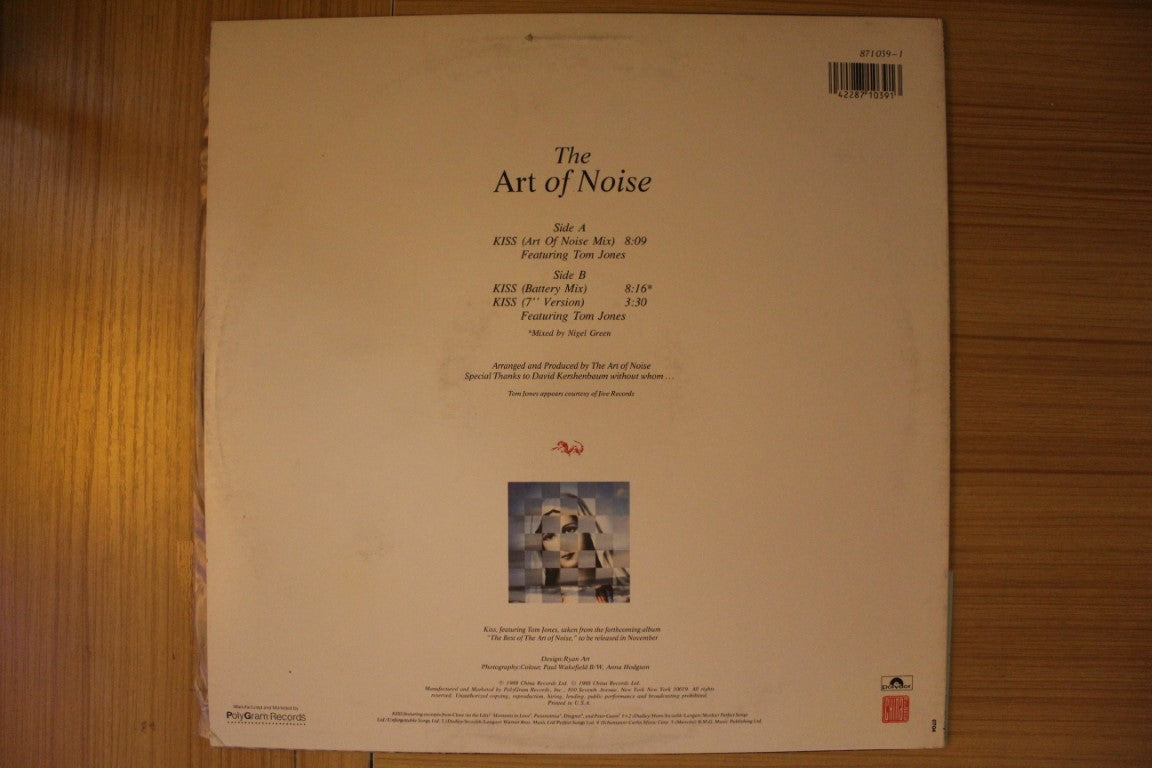 871 039-1
42287 10391
The
Art of Noise
Side A
KISS (Art Of Noise Mix) 8:09
Featuring Tom Jones
Side B
KISS (Battery Mix) 8:16*
KISS (7'' Version) 3:30
Featuring Tom Jones
*Mixed by Nigel Green
Arranged and Produced by The Art of Noise
Special Thanks to David Kershenbaum without whom ...
Tom Jones appears courtesy of Jive Records
Kiss, featuring Tom Jones, taken from the forthcoming album
"The Best of The Art of Noise," to be released in November
Design: Ryan Art
Photography: Colour, Paul Wakefield B/W, Anna Hodgson
℗ 1988 China Records Ltd. © 1988 China Records Ltd.
Manufactured and Marketed by PolyGram Records, Inc., 810 Seventh Avenue, New York New York 10019. All rights
reserved. Unauthorized copying, reproduction, hiring, lending, public performance and broadcasting prohibited.
Printed in U.S.A.
Manufactured and Marketed by
PolyGram Records
Polydor
CHINA